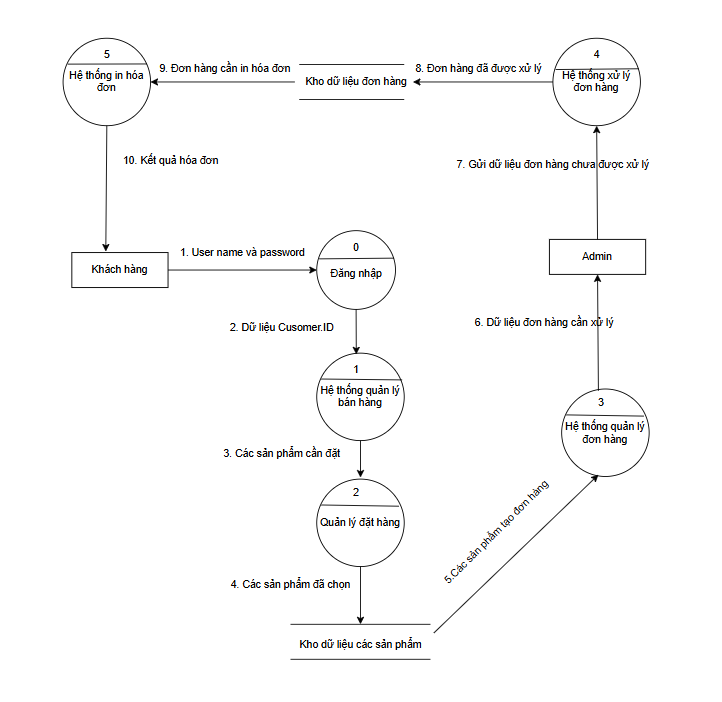 5
Hệ thống in hóa
đơn
9. Đơn hàng cần in hóa đơn
Kho dữ liệu đơn hàng
8. Đơn hàng đã được xử lý
4
Hệ thống xử lý
đơn hàng
10. Kết quả hóa đơn
7. Gửi dữ liệu đơn hàng chưa được xử lý
Khách hàng
1. User name và password
0
Đăng nhập
Admin
2. Dữ liệu Cusomer.ID
6. Dữ liệu đơn hàng cần xử lý
1
Hệ thống quản lý
bán hàng
3
Hệ thống quản lý
đơn hàng
3. Các sản phẩm cần đặt
2
Quản lý đặt hàng
5.Các sản phẩm tạo đơn hàng
4. Các sản phẩm đã chọn
Kho dữ liệu các sản phẩm